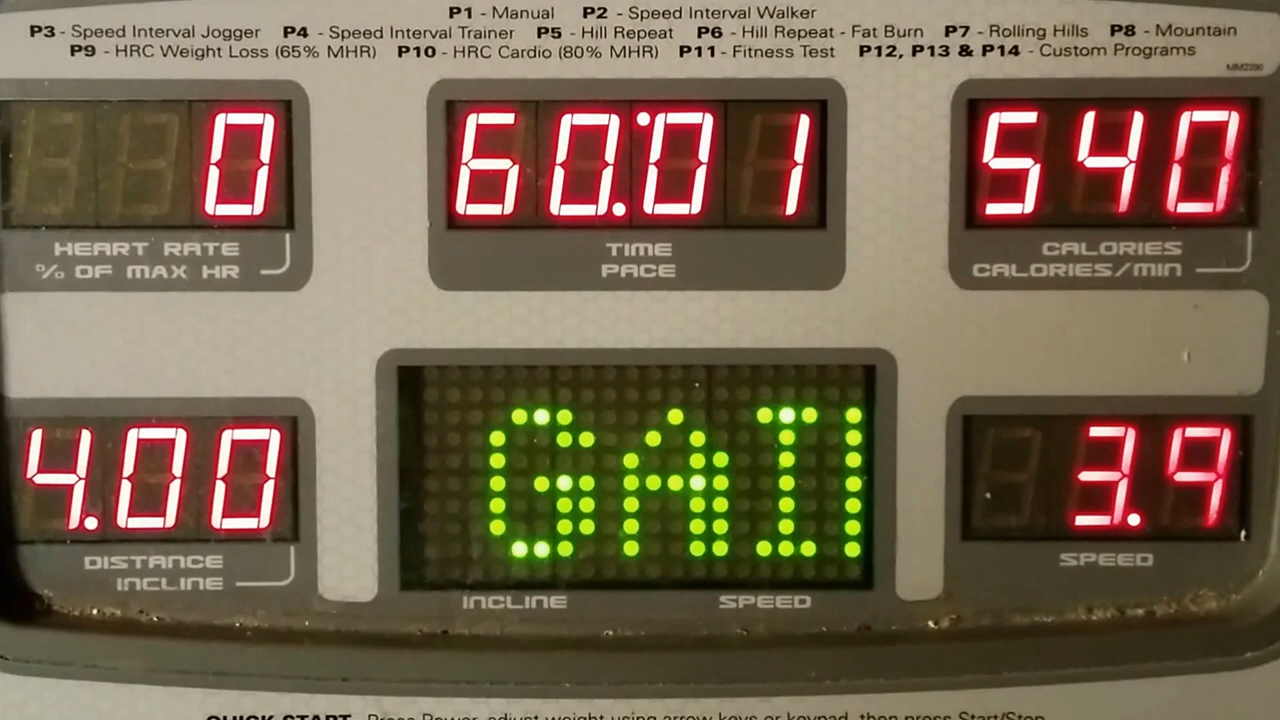 P1 - Manual P2 - Speed Interval Walker
P3 - Speed Interval Jogger P4 - Speed Interval Trainer P5 - Hill Repeat P6 - Hill Repeat - Fat Burn P7 - Rolling Hills P8 - Mountain
P9 - HRC Weight Loss (65% MHR) P10 - HRC Cardio (80% MHR) P11 - Fitness Test P12, P13 & P14 - Custom Programs
0
60:01
540
HEART RATE
% OF MAX HR
TIME
PACE
CALORIES
CALORIES/MIN
4.00
GAI
3.9
DISTANCE
INCLINE
INCLINE SPEED
SPEED
QUICK START - Press Power, adjust weight using arrow keys or keypad, then press Start/Stop